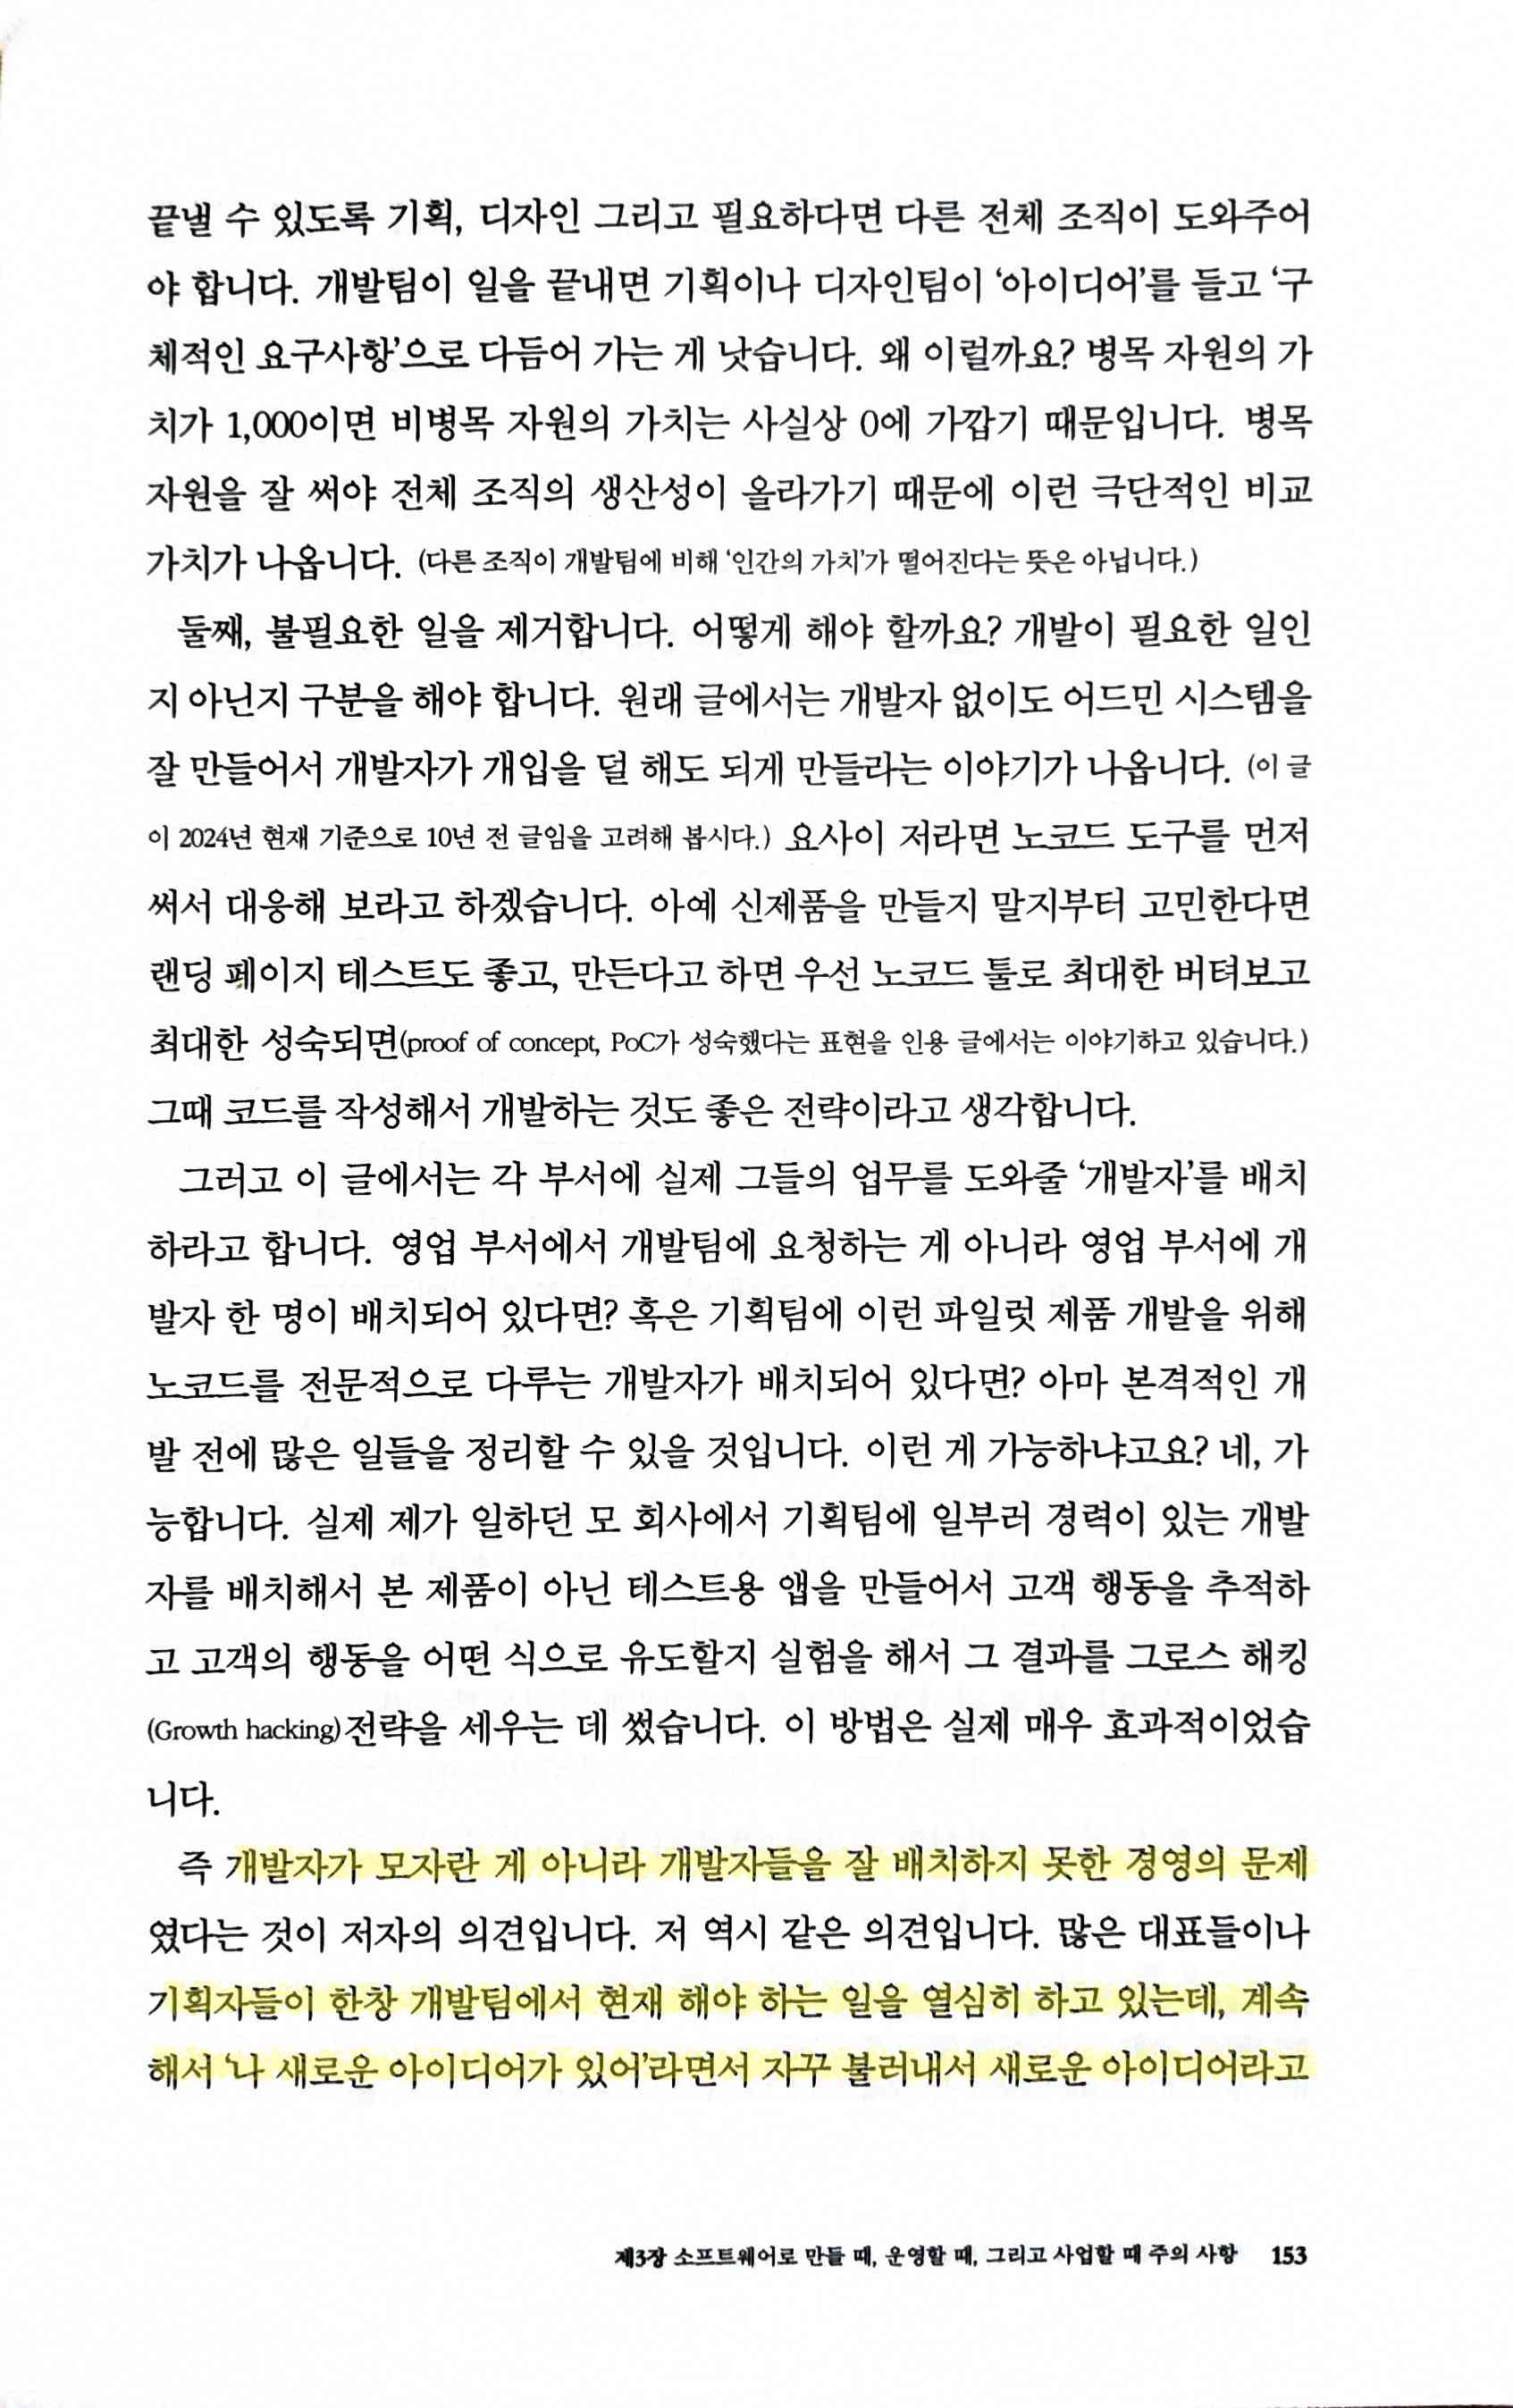 끝낼 수 있도록 기획, 디자인 그리고 필요하다면 다른 전체 조직이 도와주어
야 합니다. 개발팀이 일을 끝내면 기획이나 디자인팀이 ‘아이디어’를 들고 ‘구
체적인 요구사항’으로 다듬어 가는 게 낫습니다. 왜 이럴까요? 병목 자원의 가
치가 1,000이면 비병목 자원의 가치는 사실상 0에 가깝기 때문입니다. 병목
자원을 잘 써야 전체 조직의 생산성이 올라가기 때문에 이런 극단적인 비교
가치가 나옵니다. (다른 조직이 개발팀에 비해 ‘인간의 가치’가 떨어진다는 뜻은 아닙니다.)
둘째, 불필요한 일을 제거합니다. 어떻게 해야 할까요? 개발이 필요한 일인
지 아닌지 구분을 해야 합니다. 원래 글에서는 개발자 없이도 어드민 시스템을
잘 만들어서 개발자가 개입을 덜 해도 되게 만들라는 이야기가 나옵니다. (이 글
이 2024년 현재 기준으로 10년 전 글임을 고려해 봅시다.) 요사이 저라면 노코드 도구를 먼저
써서 대응해 보라고 하겠습니다. 아예 신제품을 만들지 말지부터 고민한다면
랜딩 페이지 테스트도 좋고, 만든다고 하면 우선 노코드 툴로 최대한 버텨보고
최대한 성숙되면(proof of concept, PoC가 성숙했다는 표현을 인용 글에서는 이야기하고 있습니다.)
그때 코드를 작성해서 개발하는 것도 좋은 전략이라고 생각합니다.
그러고 이 글에서는 각 부서에 실제 그들의 업무를 도와줄 ‘개발자’를 배치
하라고 합니다. 영업 부서에서 개발팀에 요청하는 게 아니라 영업 부서에 개
발자 한 명이 배치되어 있다면? 혹은 기획팀에 이런 파일럿 제품 개발을 위해
노코드를 전문적으로 다루는 개발자가 배치되어 있다면? 아마 본격적인 개
발 전에 많은 일들을 정리할 수 있을 것입니다. 이런 게 가능하냐고요? 네, 가
능합니다. 실제 제가 일하던 모 회사에서 기획팀에 일부러 경력이 있는 개발
자를 배치해서 본 제품이 아닌 테스트용 앱을 만들어서 고객 행동을 추적하
고 고객의 행동을 어떤 식으로 유도할지 실험을 해서 그 결과를 그로스 해킹
(Growth hacking)전략을 세우는 데 썼습니다. 이 방법은 실제 매우 효과적이었습
니다.
즉 개발자가 모자란 게 아니라 개발자들을 잘 배치하지 못한 경영의 문제
였다는 것이 저자의 의견입니다. 저 역시 같은 의견입니다. 많은 대표들이나
기획자들이 한창 개발팀에서 현재 해야 하는 일을 열심히 하고 있는데, 계속
해서 ‘나 새로운 아이디어가 있어’라면서 자꾸 불러내서 새로운 아이디어라고
제3장 소프트웨어로 만들 때, 운영할 때, 그리고 사업할 때 주의 사항 153